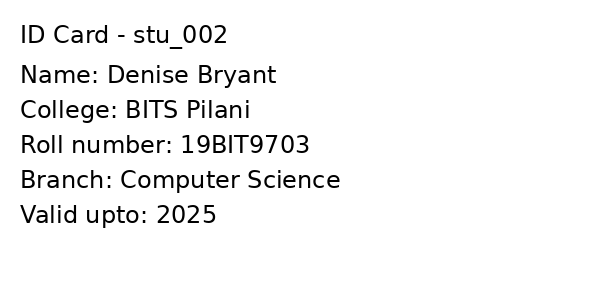 ID Card - stu_002
Name: Denise Bryant
College: BITS Pilani
Roll number: 19BIT9703
Branch: Computer Science
Valid upto: 2025